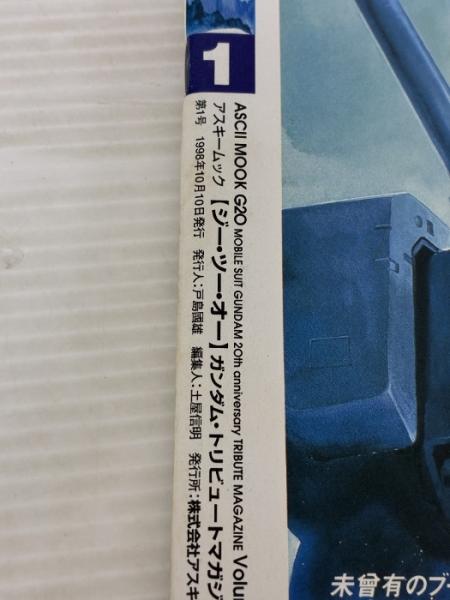 1
ASCII MOOK G2O MOBILE SUIT GUNDAM 20th anniversary TRIBUTE MAGAZINE Volu
アスキームック 【ジー・ツー・オー】ガンダム・トリビュートマガジ
第1号 1998年10月10日発行 発行人:戸島國雄 編集人:土屋信明 発行所:株式会社アスキ
未曾有のブ